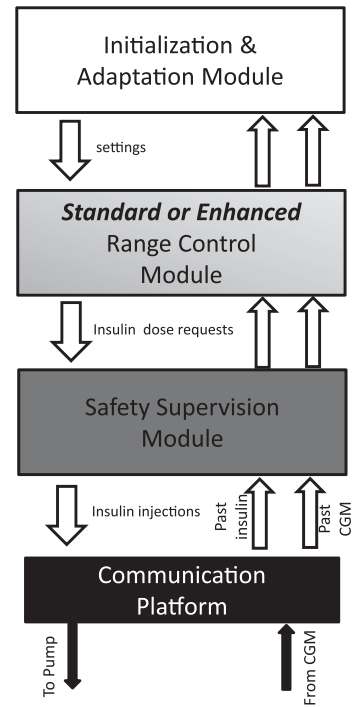 Initialization &
Adaptation Module
settings
Standard or Enhanced
Range Control
Module
Insulin dose requests
Safety Supervision
Module
Insulin injections
Past
insulin
Past
CGM
Communication
Platform
To Pump
From CGM